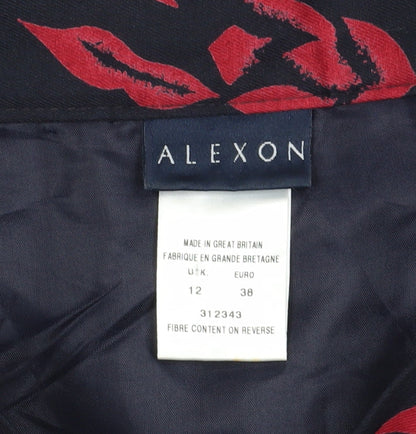 ALEXON
MADE IN GREAT BRITAIN
FABRIQUE EN GRANDE BRETAGNE
U.K. EURO
12 38
312343
FIBRE CONTENT ON REVERSE